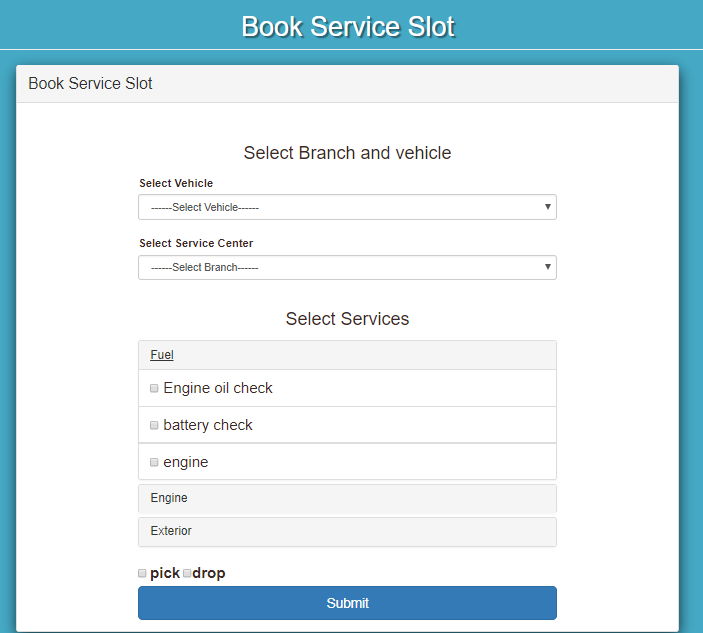 Book Service Slot
Book Service Slot
Select Branch and vehicle
Select Vehicle
------Select Vehicle------
Select Service Center
------Select Branch------
Select Services
Fuel
Engine oil check
battery check
engine
Engine
Exterior
pick drop
Submit